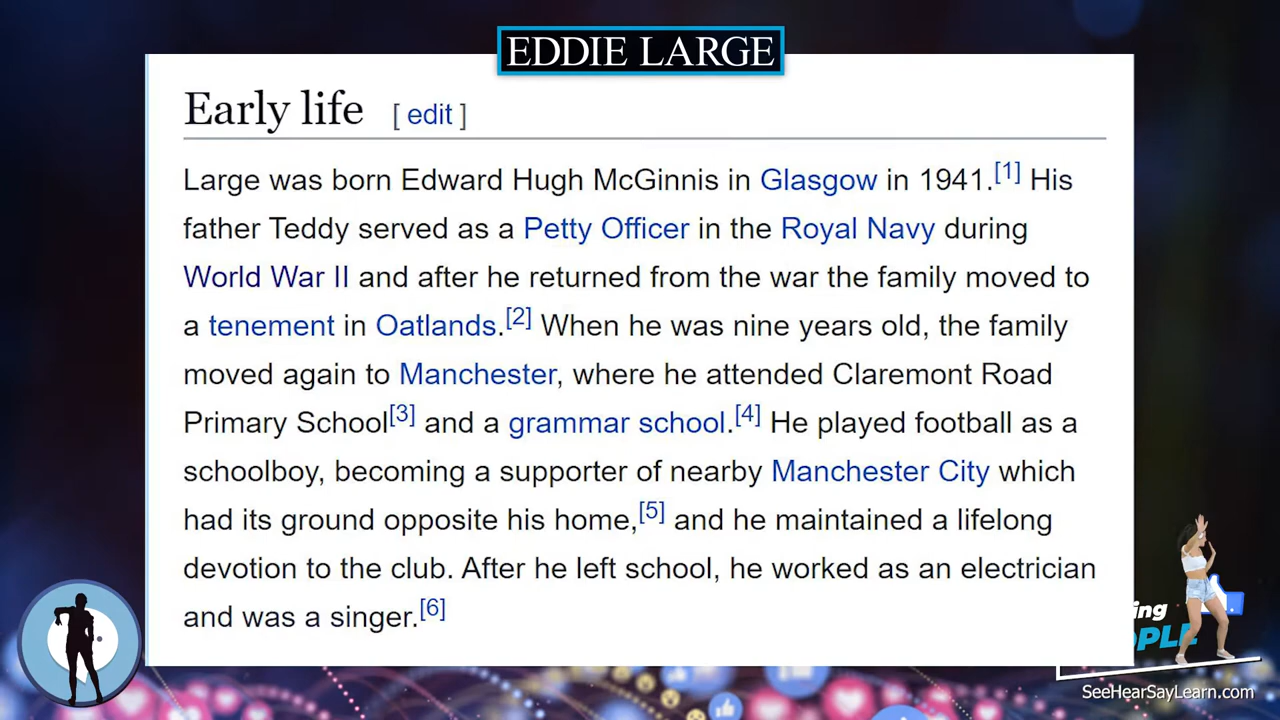 EDDIE LARGE
Early life [ edit ]
Large was born Edward Hugh McGinnis in Glasgow in 1941.[1] His
father Teddy served as a Petty Officer in the Royal Navy during
World War II and after he returned from the war the family moved to
a tenement in Oatlands.[2] When he was nine years old, the family
moved again to Manchester, where he attended Claremont Road
Primary School[3] and a grammar school.[4] He played football as a
schoolboy, becoming a supporter of nearby Manchester City which
had its ground opposite his home,[5] and he maintained a lifelong
devotion to the club. After he left school, he worked as an electrician
and was a singer.[6]
SeeHearSayLearn.com